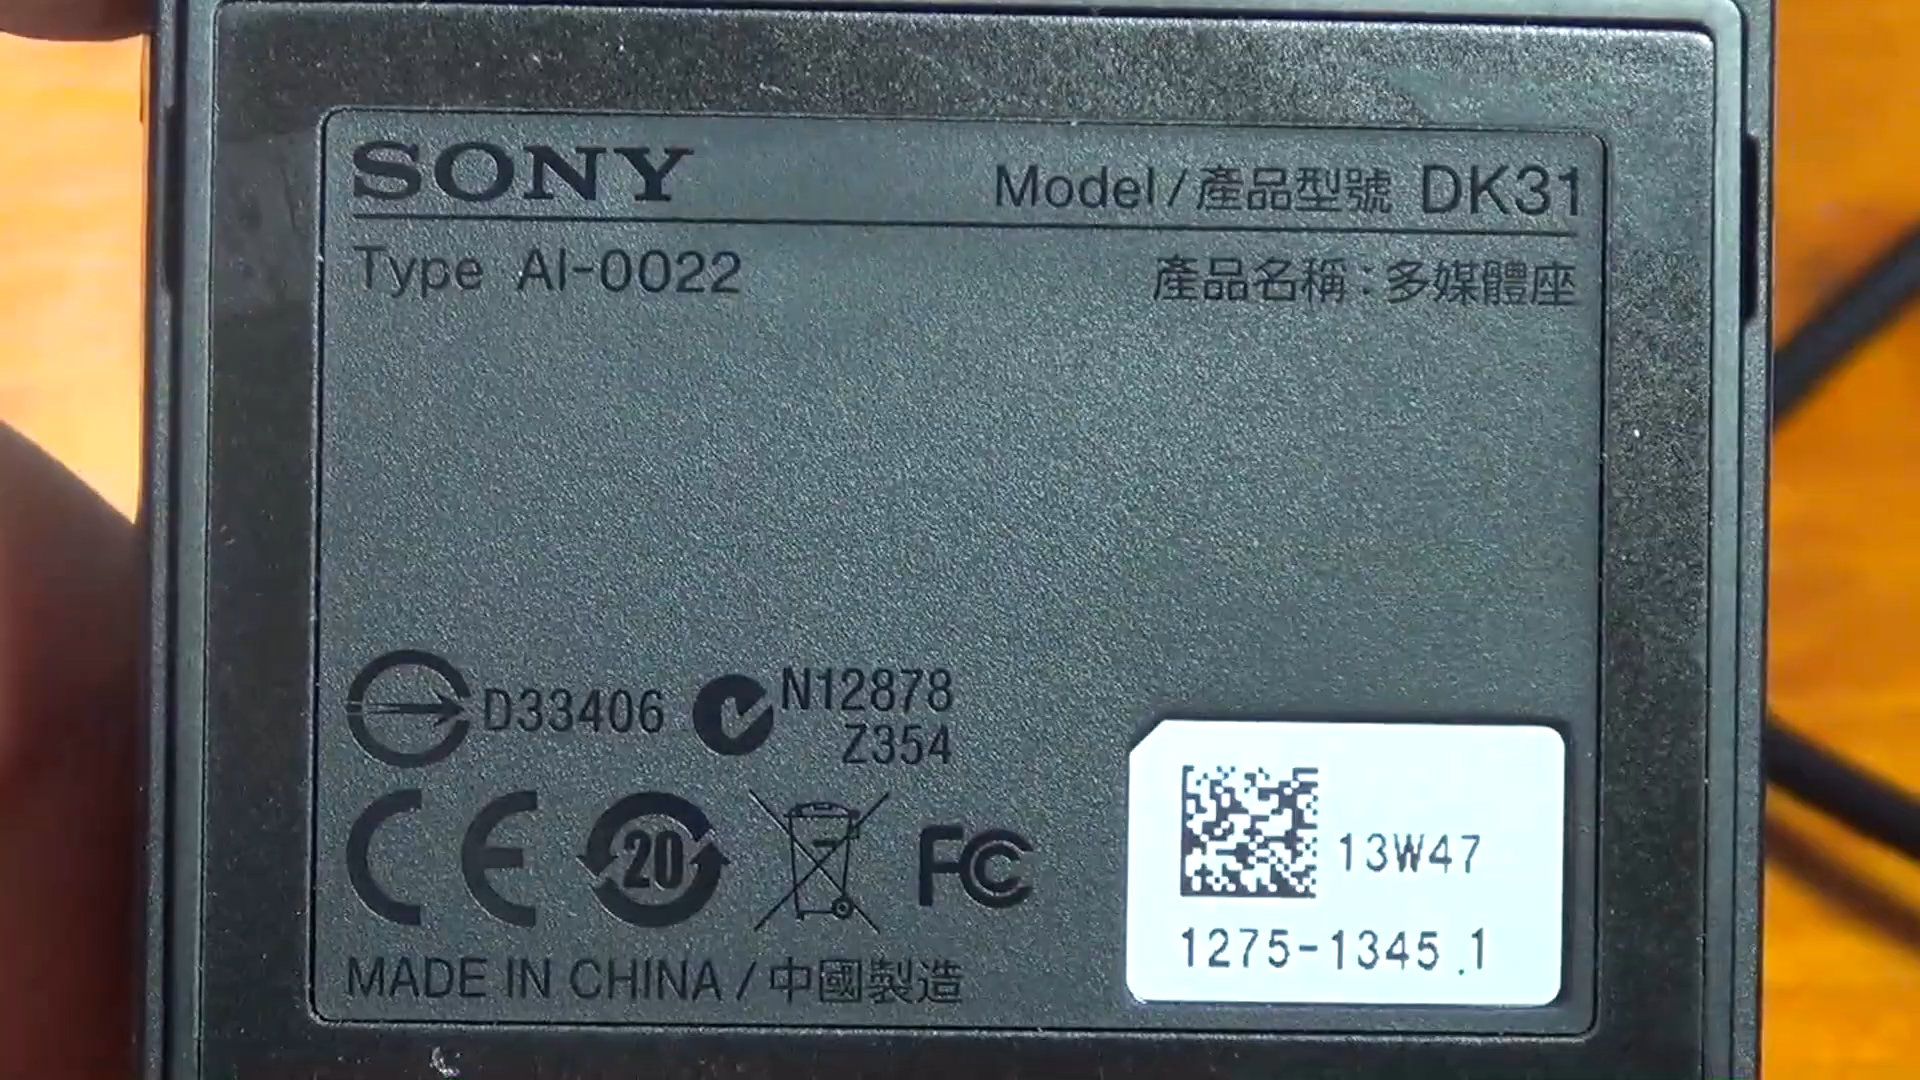 SONY
Model/產品型號 DK31
Type AI-0022
產品名稱:多媒體座
D33406
N12878
Z354
CE 20 FC
MADE IN CHINA/中國製造
13W47
1275-1345.1